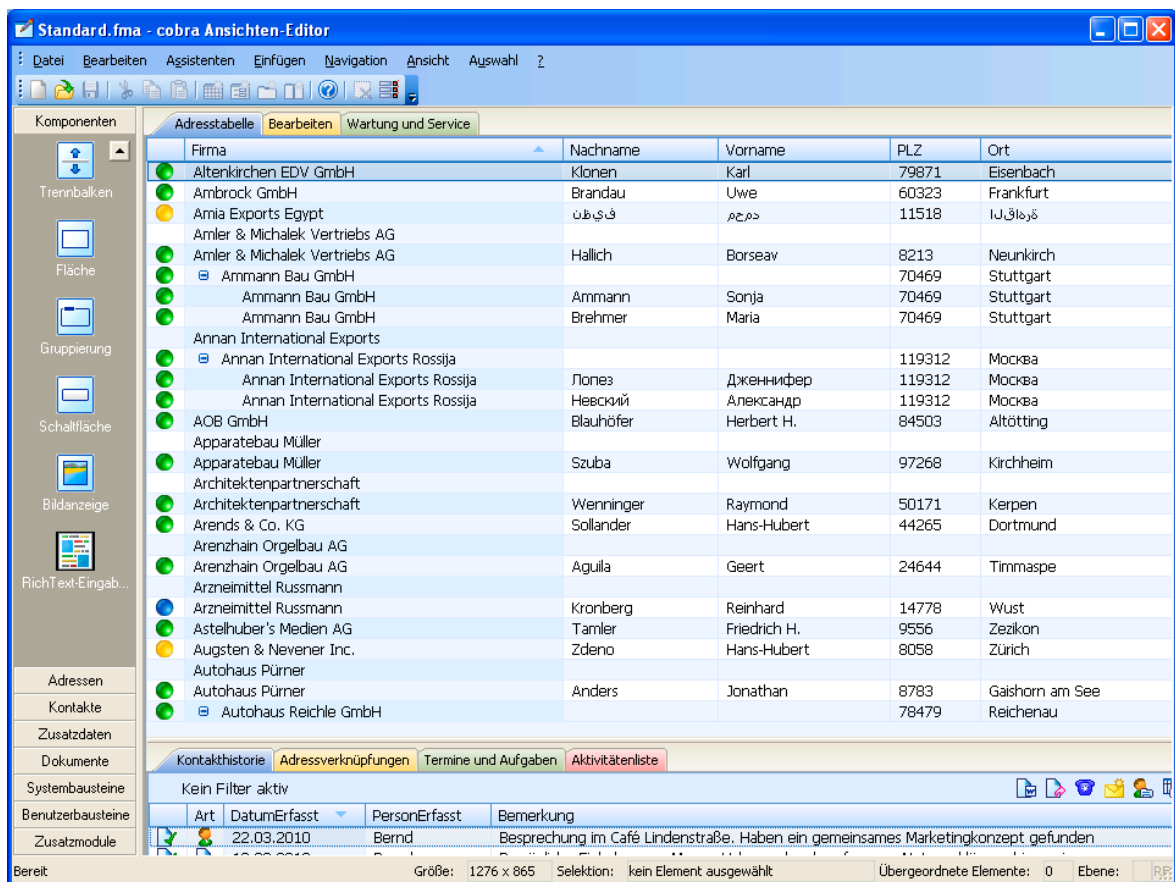 Standard.fma - cobra Ansichten-Editor
Datei Bearbeiten Assistenten Einfügen Navigation Ansicht Auswahl ?
Komponenten
Trennbalken
Fläche
Gruppierung
Schaltfläche
Bildanzeige
RichText-Eingab...
Adressen
Kontakte
Zusatzdaten
Dokumente
Systembausteine
Benutzerbausteine
Zusatzmodule
Adresstabelle Bearbeiten Wartung und Service
Firma Nachname Vorname PLZ Ort
Altenkirchen EDV GmbH Klonen Karl 79871 Eisenbach
Ambrock GmbH Brandau Uwe 60323 Frankfurt
Amia Exports Egypt 11518
Amler & Michalek Vertriebs AG
Amler & Michalek Vertriebs AG Hallich Borseav 8213 Neunkirch
Ammann Bau GmbH 70469 Stuttgart
Ammann Bau GmbH Ammann Sonja 70469 Stuttgart
Ammann Bau GmbH Brehmer Maria 70469 Stuttgart
Annan International Exports
Annan International Exports Rossija 119312 Москва
Annan International Exports Rossija Лопез Дженнифер 119312 Москва
Annan International Exports Rossija Невский Александр 119312 Москва
AOB GmbH Blauhöfer Herbert H. 84503 Altötting
Apparatebau Müller
Apparatebau Müller Szuba Wolfgang 97268 Kirchheim
Architektenpartnerschaft
Architektenpartnerschaft Wenninger Raymond 50171 Kerpen
Arends & Co. KG Sollander Hans-Hubert 44265 Dortmund
Arenzhain Orgelbau AG
Arenzhain Orgelbau AG Aguila Geert 24644 Timmaspe
Arzneimittel Russmann
Arzneimittel Russmann Kronberg Reinhard 14778 Wust
Astelhuber's Medien AG Tamler Friedrich H. 9556 Zezikon
Augsten & Nevener Inc. Zdeno Hans-Hubert 8058 Zürich
Autohaus Pürner
Autohaus Pürner Anders Jonathan 8783 Gaishorn am See
Autohaus Reichle GmbH 78479 Reichenau
Kontakthistorie Adressverknüpfungen Termine und Aufgaben Aktivitätenliste
Kein Filter aktiv
Art DatumErfasst PersonErfasst Bemerkung
22.03.2010 Bernd Besprechung im Café Lindenstraße. Haben ein gemeinsames Marketingkonzept gefunden
Bereit Größe: 1276 x 865 Selektion: kein Element ausgewählt Übergeordnete Elemente: 0 Ebene: RF